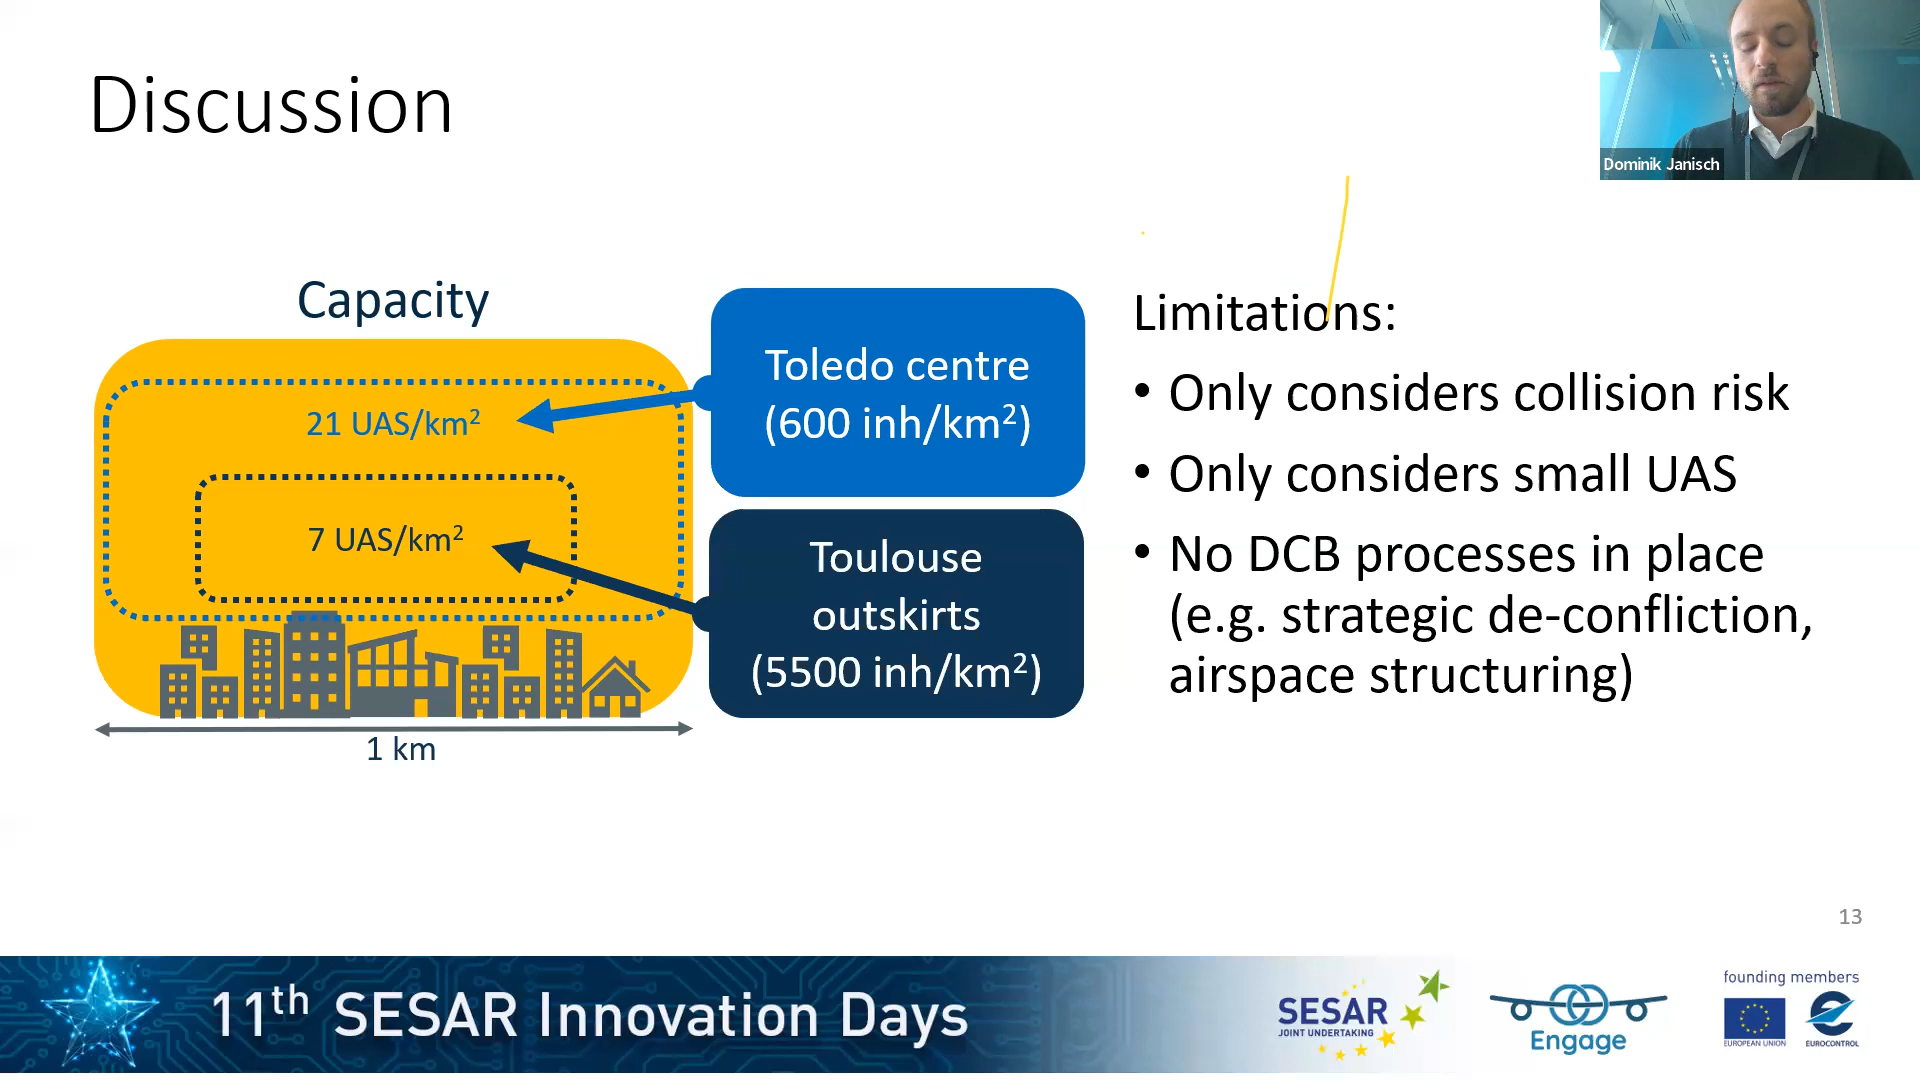 Discussion
Dominik Janisch
Capacity
21 UAS/km²
7 UAS/km²
1 km
Toledo centre
(600 inh/km²)
Toulouse
outskirts
(5500 inh/km²)
Limitations:
• Only considers collision risk
• Only considers small UAS
• No DCB processes in place
(e.g. strategic de-confliction,
airspace structuring)
13
11th SESAR Innovation Days
SESAR
JOINT UNDERTAKING
Engage
founding members
EUROPEAN UNION
EUROCONTROL